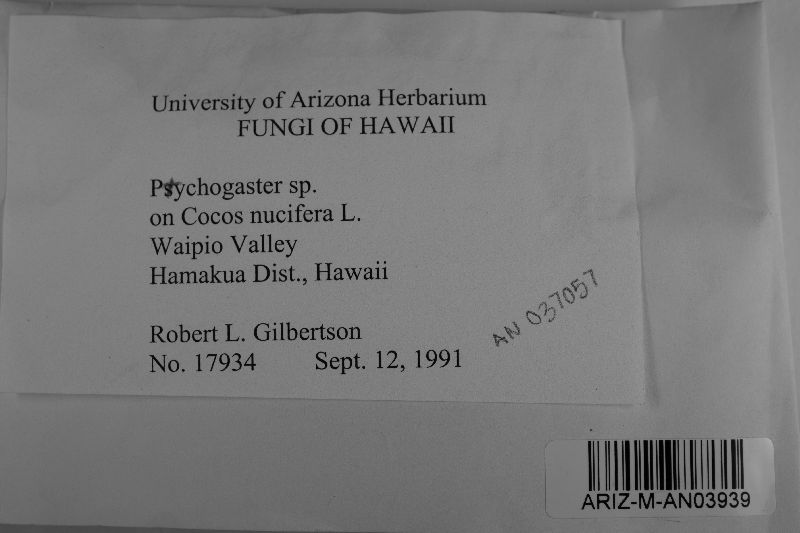 University of Arizona Herbarium
FUNGI OF HAWAII
Psychogaster sp.
on Cocos nucifera L.
Waipio Valley
Hamakua Dist., Hawaii
AN 037057
Robert L. Gilbertson
No. 17934 Sept. 12, 1991
ARIZ-M-AN03939